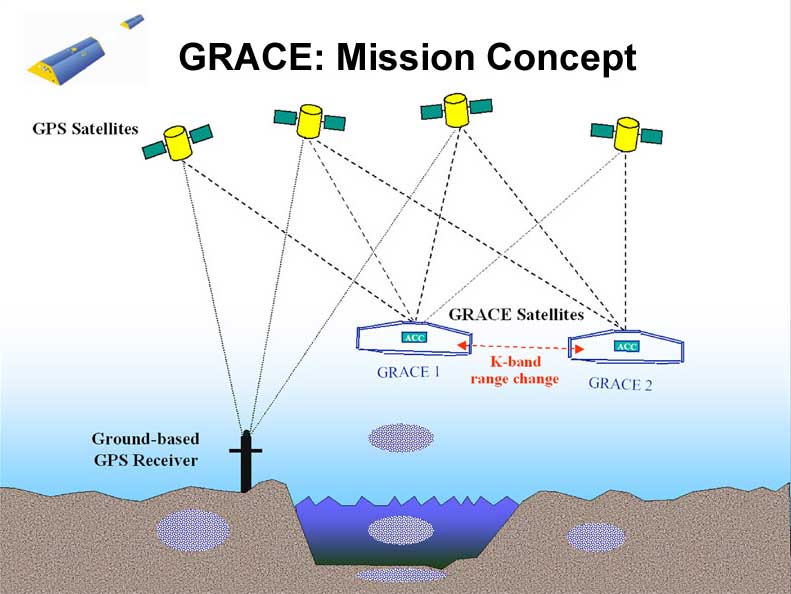 GRACE: Mission Concept
GPS Satellites
GRACE Satellites
ACC
ACC
K-band
range change
GRACE 1
GRACE 2
Ground-based
GPS Receiver